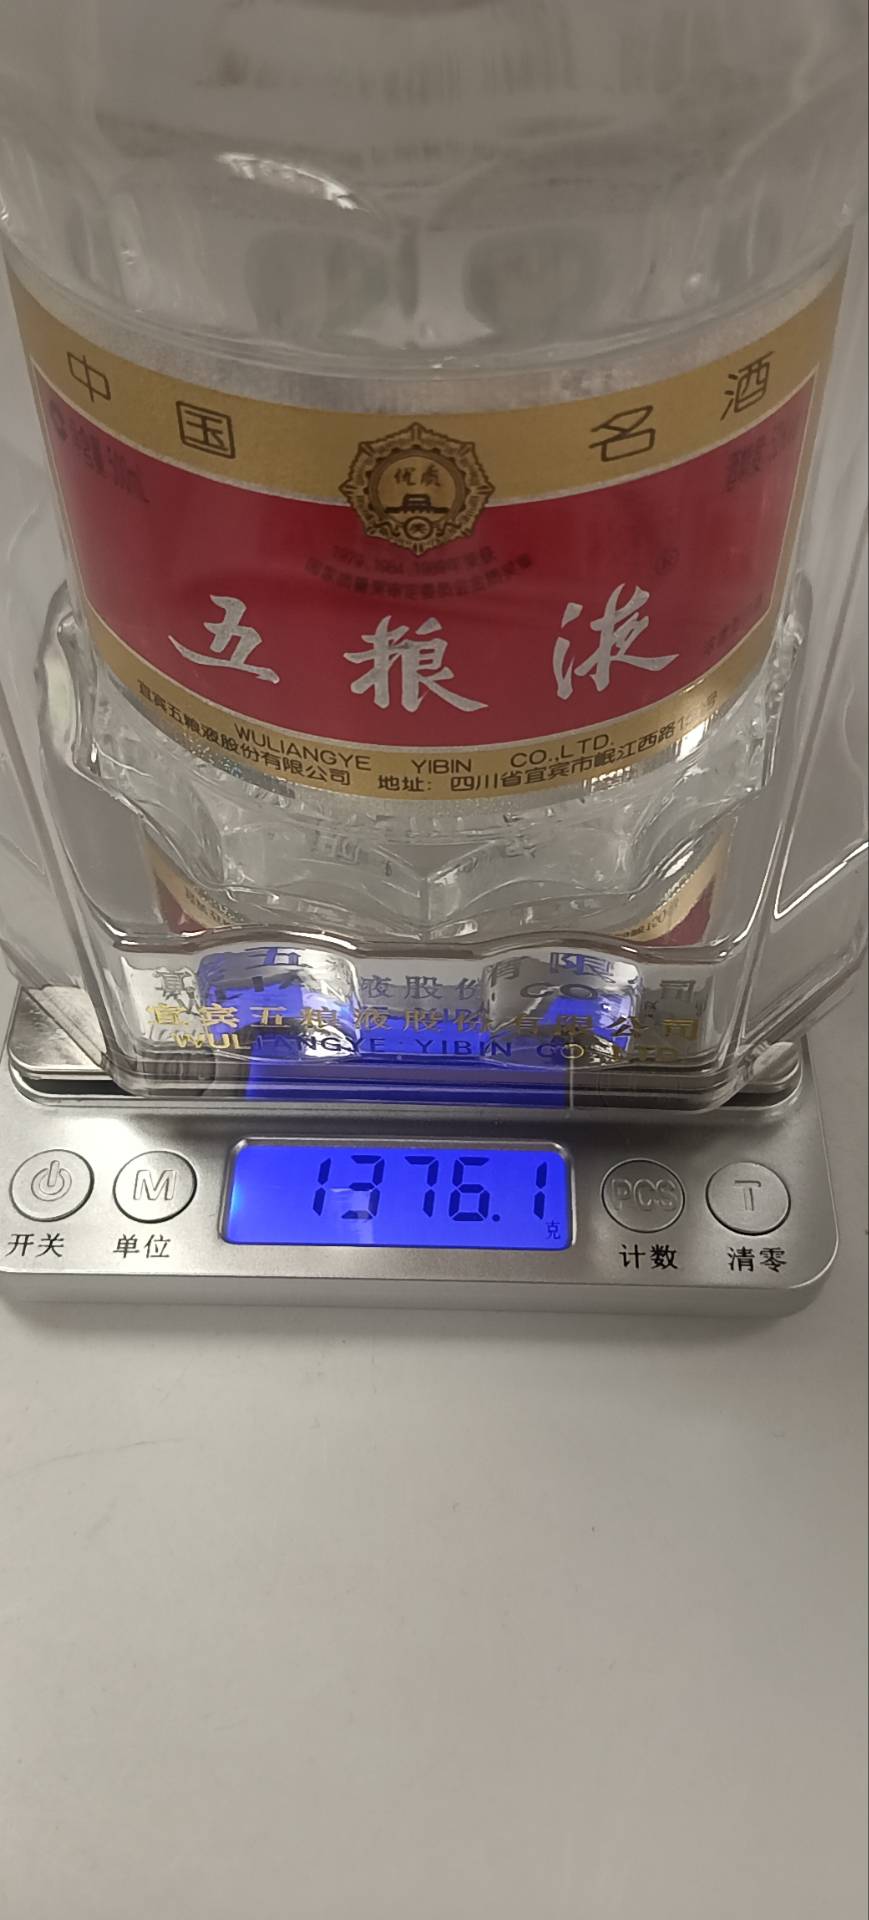 中国名酒
优质
五粮液
WULIANGYE YIBIN CO.,LTD.
宜宾五粮液股份有限公司 地址：四川省宜宾市岷江西路
宜宾五粮液股份有限公司
WULIANGYE YIBIN CO.,LTD.
1376.1
克
M
PCS
T
开关
单位
计数
清零